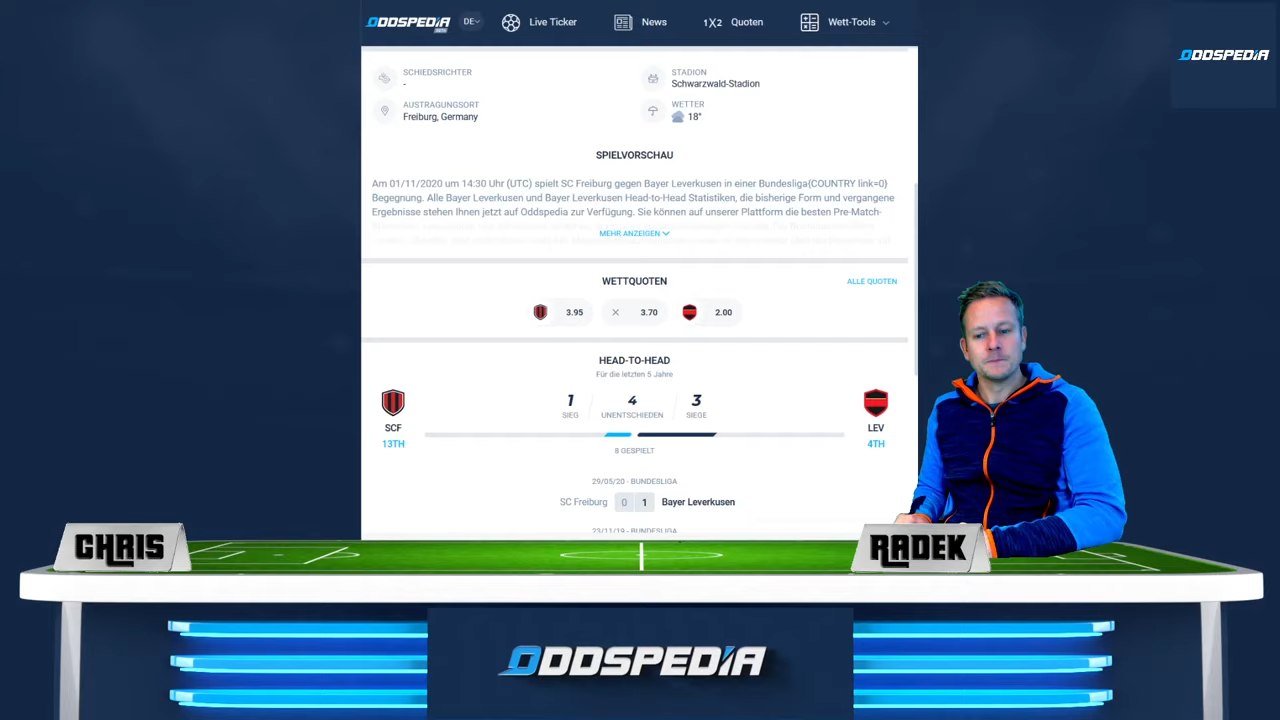 ODDSPEDIA
BETA
DE
Live Ticker
News
1X2 Quoten
Wett-Tools
ODDSPEDIA
SCHIEDSRICHTER
-
STADION
Schwarzwald-Stadion
AUSTRAGUNGSORT
Freiburg, Germany
WETTER
18°
SPIELVORSCHAU
Am 01/11/2020 um 14:30 Uhr (UTC) spielt SC Freiburg gegen Bayer Leverkusen in einer Bundesliga{COUNTRY link=0}
Begegnung. Alle Bayer Leverkusen und Bayer Leverkusen Head-to-Head Statistiken, die bisherige Form und vergangene
Ergebnisse stehen Ihnen jetzt auf Oddspedia zur Verfügung. Sie können auf unserer Plattform die besten Pre-Match-
MEHR ANZEIGEN
WETTQUOTEN
ALLE QUOTEN
3.95
X 3.70
2.00
HEAD-TO-HEAD
Für die letzten 5 Jahre
1 4 3
SIEG UNENTSCHIEDEN SIEGE
SCF LEV
13TH 4TH
8 GESPIELT
29/05/20 - BUNDESLIGA
SC Freiburg 0 1 Bayer Leverkusen
23/11/19 - BUNDESLIGA
CHRIS
RADEK
ODDSPEDIA